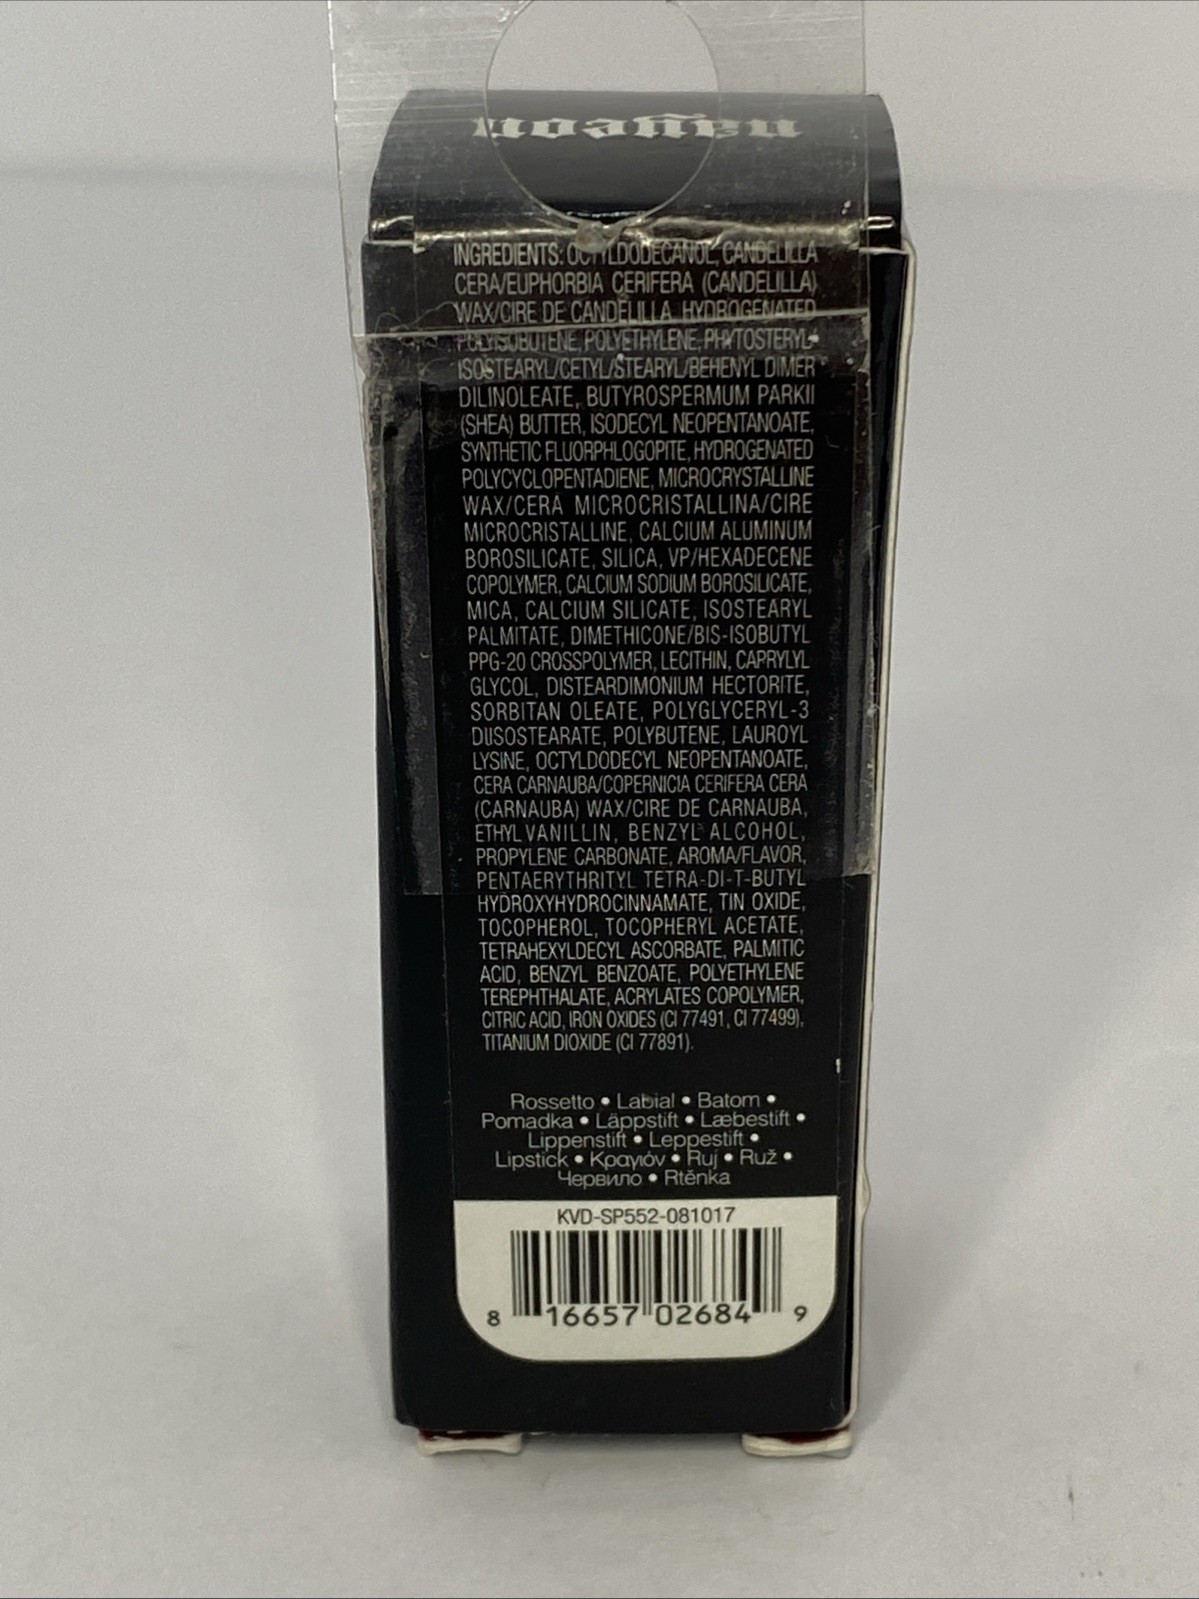 INGREDIENTS: OCTYLDODECANOL, CANDELILLA
CERA/EUPHORBIA CERIFERA (CANDELILLA)
WAX/CIRE DE CANDELILLA, HYDROGENATED
POLYISOBUTENE, POLYETHYLENE, PHYTOSTERYL-
ISOSTEARYL/CETYL/STEARYL/BEHENYL DIMER
DILINOLEATE, BUTYROSPERMUM PARKII
(SHEA) BUTTER, ISODECYL NEOPENTANOATE,
SYNTHETIC FLUORPHLOGOPITE, HYDROGENATED
POLYCYCLOPENTADIENE, MICROCRYSTALLINE
WAX/CERA MICROCRISTALLINA/CIRE
MICROCRISTALLINE, CALCIUM ALUMINUM
BOROSILICATE, SILICA, VP/HEXADECENE
COPOLYMER, CALCIUM SODIUM BOROSILICATE,
MICA, CALCIUM SILICATE, ISOSTEARYL
PALMITATE, DIMETHICONE/BIS-ISOBUTYL
PPG-20 CROSSPOLYMER, LECITHIN, CAPRYLYL
GLYCOL, DISTEARDIMONIUM HECTORITE,
SORBITAN OLEATE, POLYGLYCERYL-3
DIISOSTEARATE, POLYBUTENE, LAUROYL
LYSINE, OCTYLDODECYL NEOPENTANOATE,
CERA CARNAUBA/COPERNICIA CERIFERA CERA
(CARNAUBA) WAX/CIRE DE CARNAUBA,
ETHYL VANILLIN, BENZYL ALCOHOL,
PROPYLENE CARBONATE, AROMA/FLAVOR,
PENTAERYTHRITYL TETRA-DI-T-BUTYL
HYDROXYHYDROCINNAMATE, TIN OXIDE,
TOCOPHEROL, TOCOPHERYL ACETATE,
TETRAHEXYLDECYL ASCORBATE, PALMITIC
ACID, BENZYL BENZOATE, POLYETHYLENE
TEREPHTHALATE, ACRYLATES COPOLYMER,
CITRIC ACID, IRON OXIDES (CI 77491, CI 77499),
TITANIUM DIOXIDE (CI 77891).
Rossetto • Labial • Batom •
Pomadka • Läppstift • Læbestift •
Lippenstift • Leppestift •
Lipstick • Κραγιόν • Ruj • Ruž •
Червило • Rtěnka
KVD-SP552-081017
8 16657 02684 9